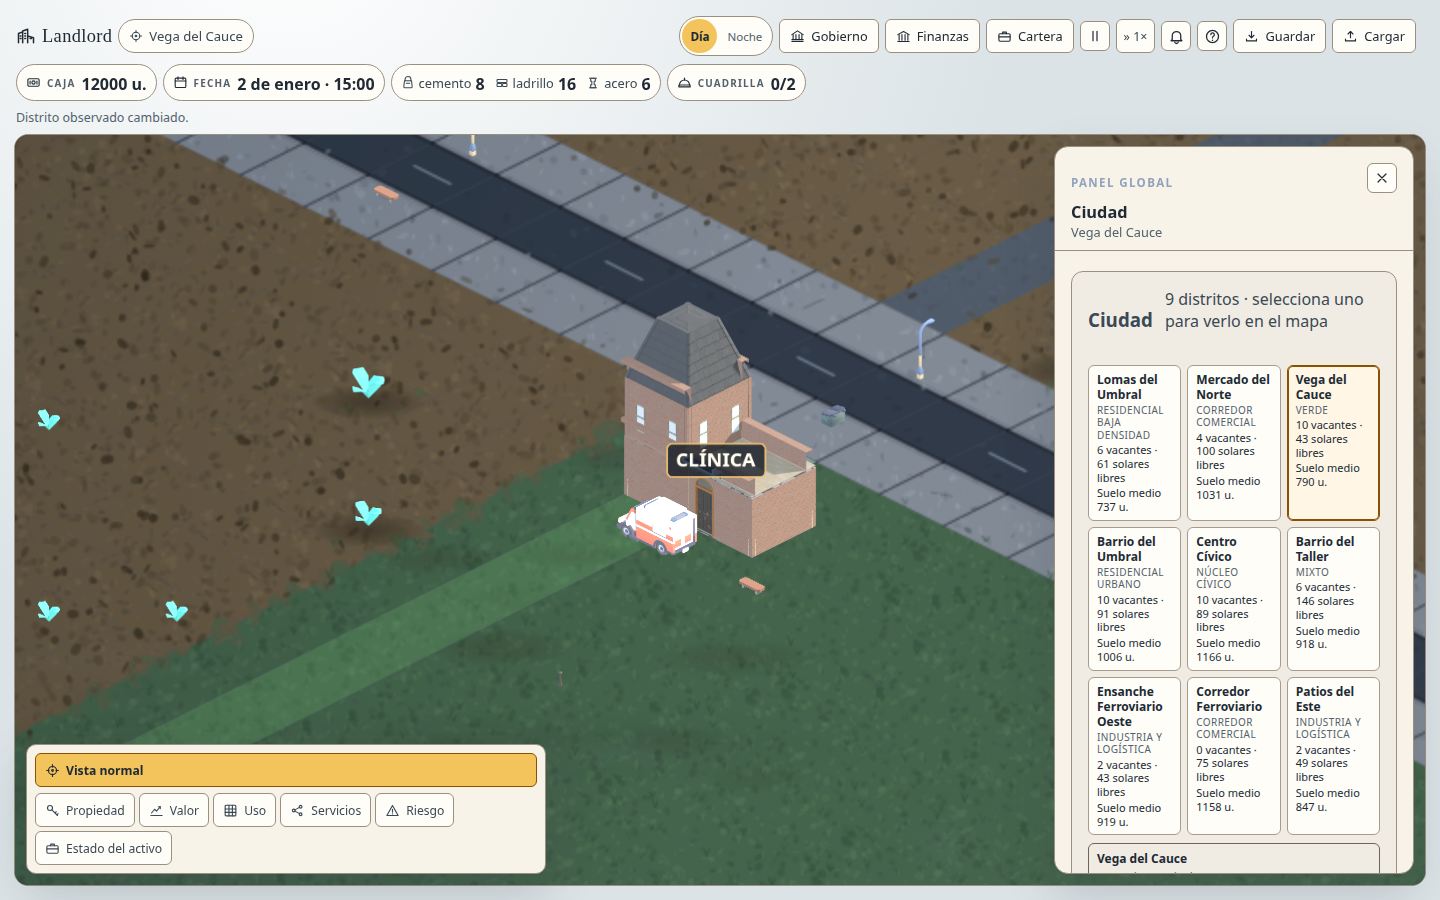 Landlord
Vega del Cauce
Día
Noche
Gobierno
Finanzas
Cartera
» 1×
Guardar
Cargar
CAJA 12000 u.
FECHA 2 de enero · 15:00
cemento 8 ladrillo 16 acero 6
CUADRILLA 0/2
Distrito observado cambiado.
CLÍNICA
PANEL GLOBAL
Ciudad
Vega del Cauce
Ciudad
9 distritos · selecciona uno
para verlo en el mapa
Lomas del
Umbral
RESIDENCIAL
BAJA
DENSIDAD
6 vacantes ·
61 solares
libres
Suelo medio
737 u.
Mercado del
Norte
CORREDOR
COMERCIAL
4 vacantes ·
100 solares
libres
Suelo medio
1031 u.
Vega del
Cauce
VERDE
10 vacantes ·
43 solares
libres
Suelo medio
790 u.
Barrio del
Umbral
RESIDENCIAL
URBANO
10 vacantes ·
91 solares
libres
Suelo medio
1006 u.
Centro
Cívico
NÚCLEO
CÍVICO
10 vacantes ·
89 solares
libres
Suelo medio
1166 u.
Barrio del
Taller
MIXTO
6 vacantes ·
146 solares
libres
Suelo medio
918 u.
Ensanche
Ferroviario
Oeste
INDUSTRIA Y
LOGÍSTICA
2 vacantes ·
43 solares
libres
Suelo medio
919 u.
Corredor
Ferroviario
CORREDOR
COMERCIAL
0 vacantes ·
75 solares
libres
Suelo medio
1158 u.
Patios del
Este
INDUSTRIA Y
LOGÍSTICA
2 vacantes ·
49 solares
libres
Suelo medio
847 u.
Vega del Cauce
Vista normal
Propiedad
Valor
Uso
Servicios
Riesgo
Estado del activo